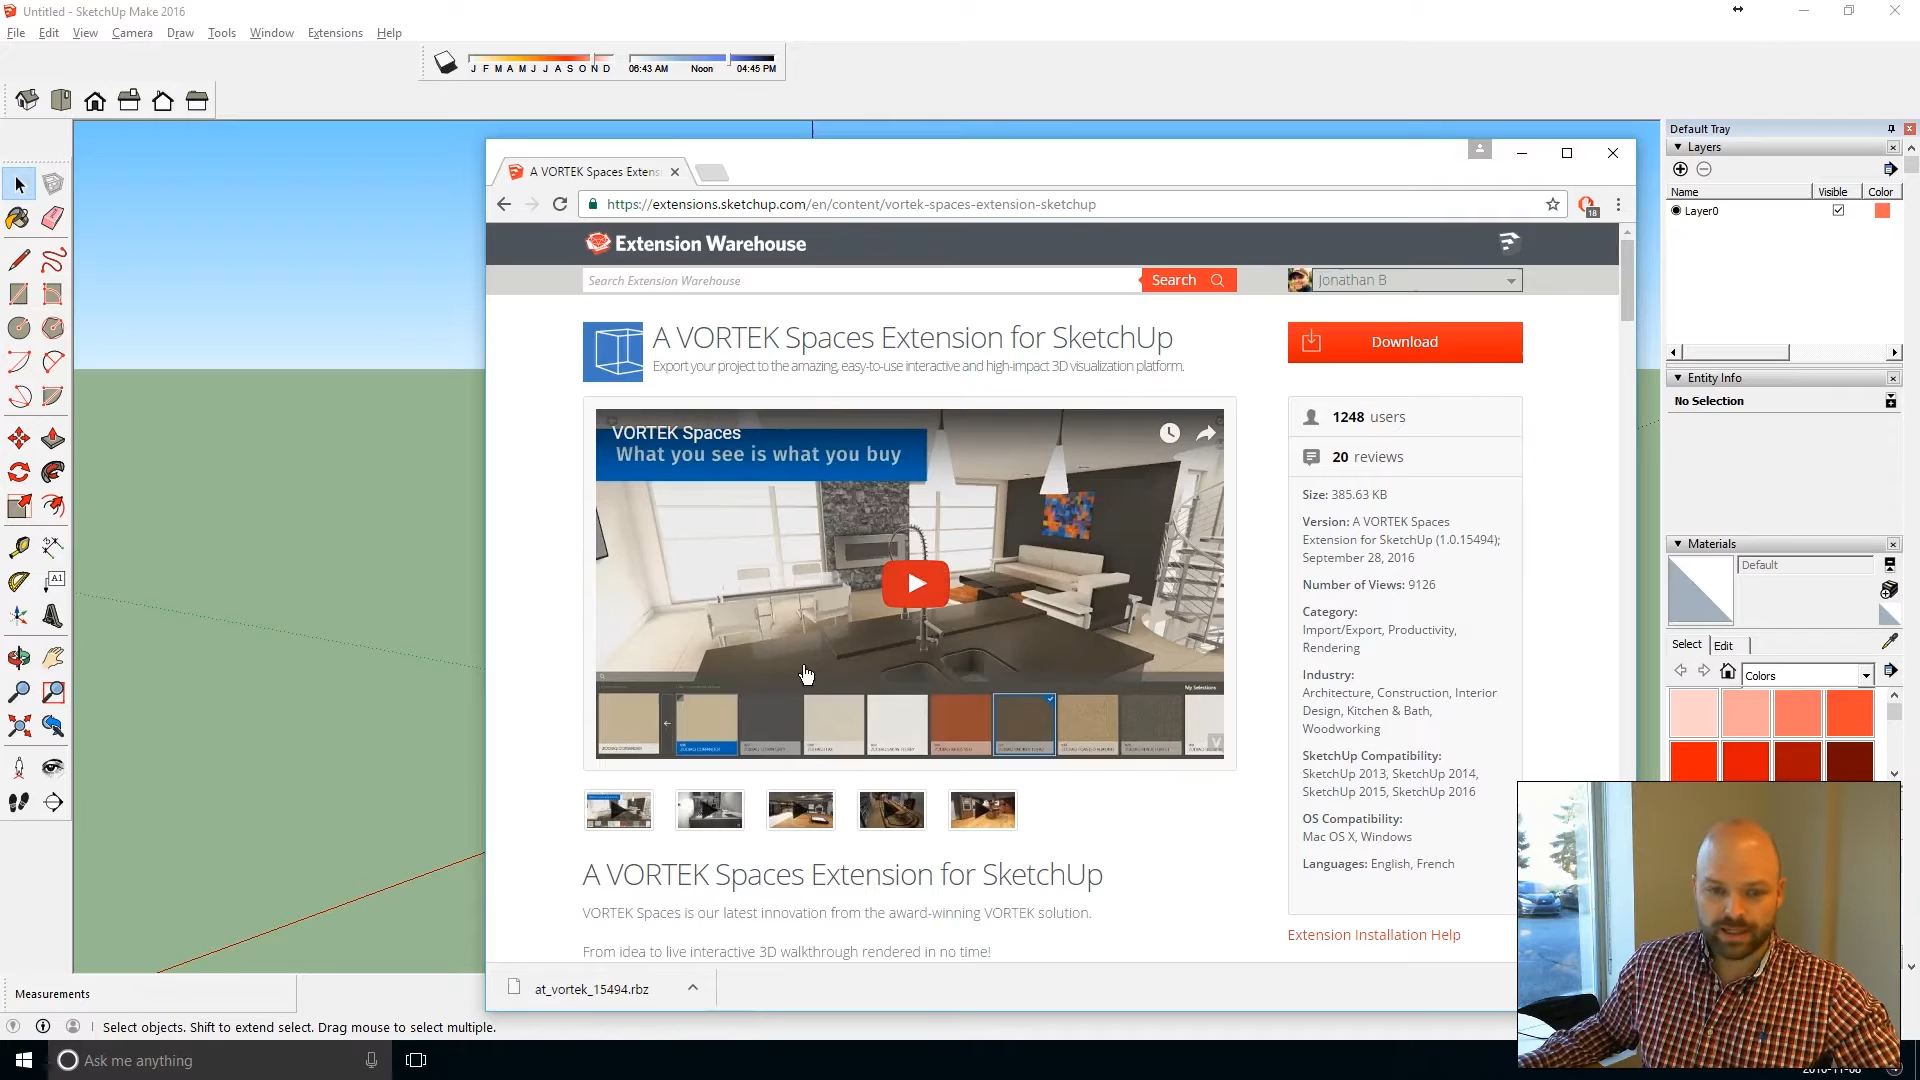 Untitled - SketchUp Make 2016
File Edit View Camera Draw Tools Window Extensions Help
J F M A M J J A S O N D
06:43 AM Noon 04:45 PM
Default Tray
Layers
Name Visible Color
Layer0
Entity Info
No Selection
Materials
Default
Select Edit
Colors
A1
A VORTEK Spaces Extens
https://extensions.sketchup.com/en/content/vortek-spaces-extension-sketchup
18
Extension Warehouse
Search Extension Warehouse
Search
Jonathan B
A VORTEK Spaces Extension for SketchUp
Export your project to the amazing, easy-to-use interactive and high-impact 3D visualization platform.
Download
VORTEK Spaces
What you see is what you buy
My Selections
1248 users
20 reviews
Size: 385.63 KB
Version: A VORTEK Spaces
Extension for SketchUp (1.0.15494);
September 28, 2016
Number of Views: 9126
Category:
Import/Export, Productivity,
Rendering
Industry:
Architecture, Construction, Interior
Design, Kitchen & Bath,
Woodworking
SketchUp Compatibility:
SketchUp 2013, SketchUp 2014,
SketchUp 2015, SketchUp 2016
OS Compatibility:
Mac OS X, Windows
Languages: English, French
Extension Installation Help
A VORTEK Spaces Extension for SketchUp
VORTEK Spaces is our latest innovation from the award-winning VORTEK solution.
From idea to live interactive 3D walkthrough rendered in no time!
at_vortek_15494.rbz
Measurements
Select objects. Shift to extend select. Drag mouse to select multiple.
Ask me anything